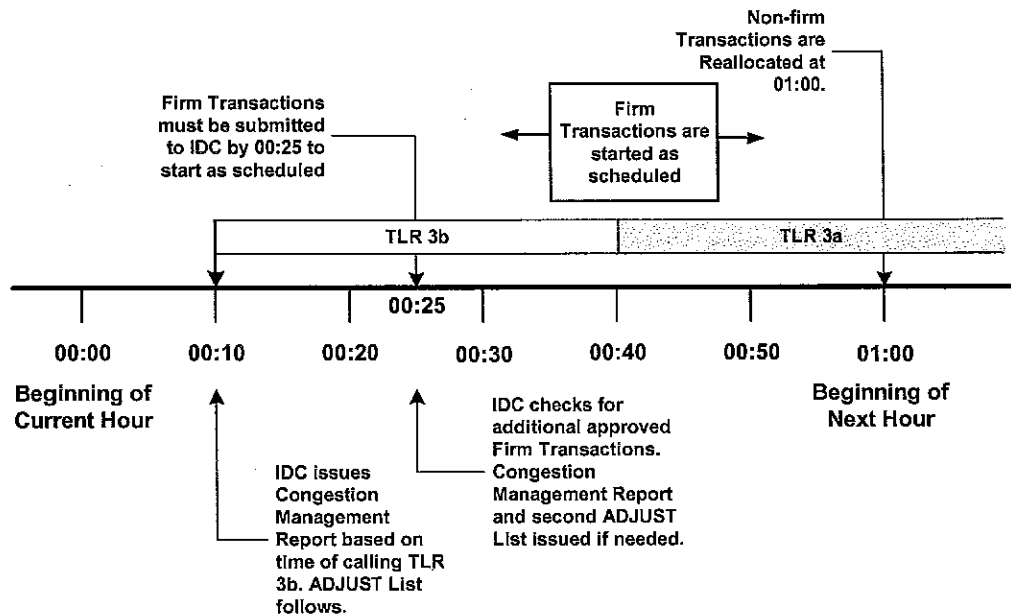 Non-firm
Transactions are
Reallocated at
01:00.
Firm Transactions
must be submitted
to IDC by 00:25 to
start as scheduled
Firm
Transactions are
started as
scheduled
TLR 3b
TLR 3a
00:25
00:00
00:10
00:20
00:30
00:40
00:50
01:00
Beginning of
Current Hour
Beginning of
Next Hour
IDC issues
Congestion
Management
Report based on
time of calling TLR
3b. ADJUST List
follows.
IDC checks for
additional approved
Firm Transactions.
Congestion
Management Report
and second ADJUST
List issued if needed.